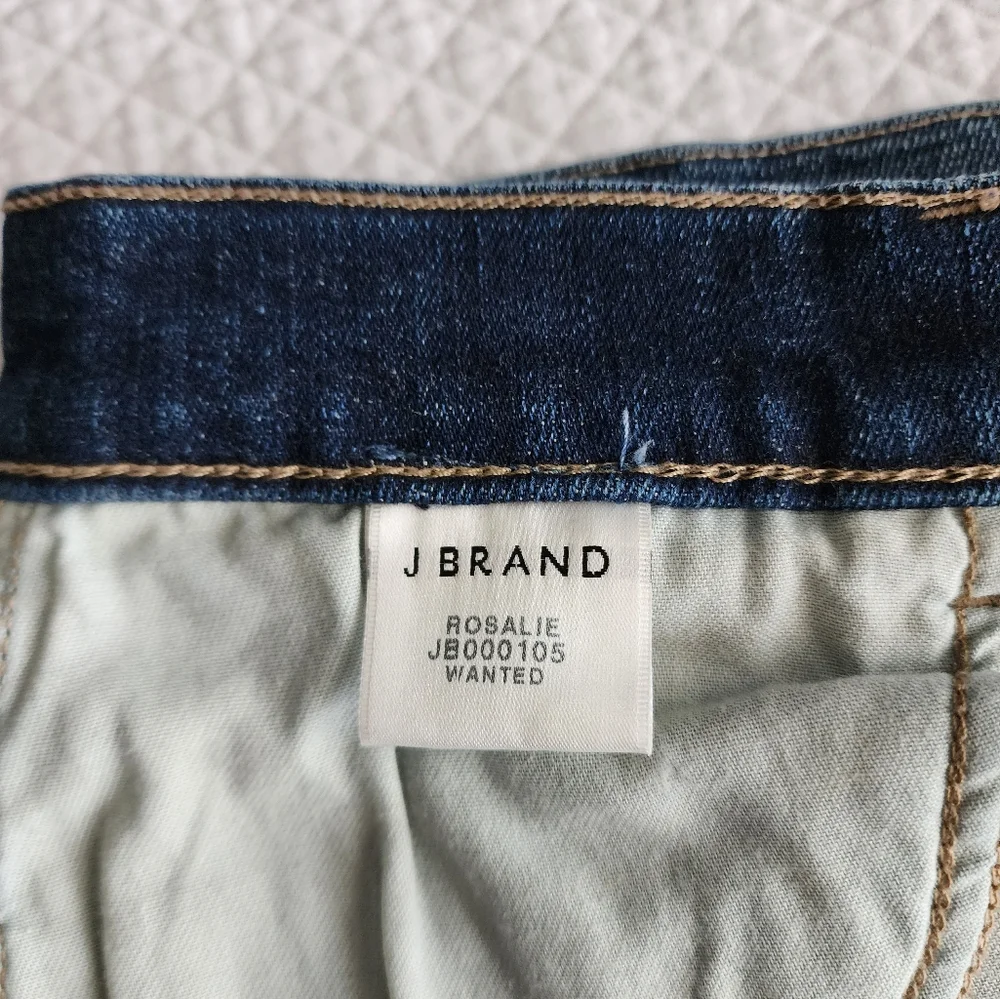 J BRAND
ROSALIE
JB000105
WANTED